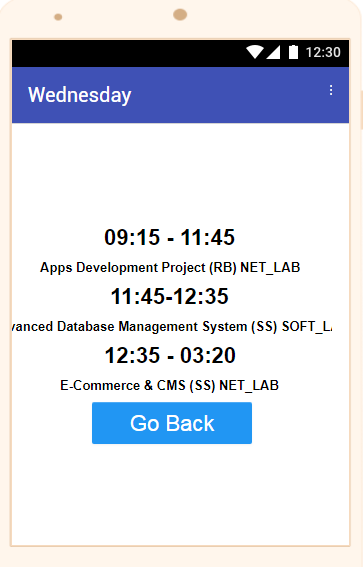 12:30
Wednesday
09:15 - 11:45
Apps Development Project (RB) NET_LAB
11:45-12:35
vanced Database Management System (SS) SOFT_LA
12:35 - 03:20
E-Commerce & CMS (SS) NET_LAB
Go Back